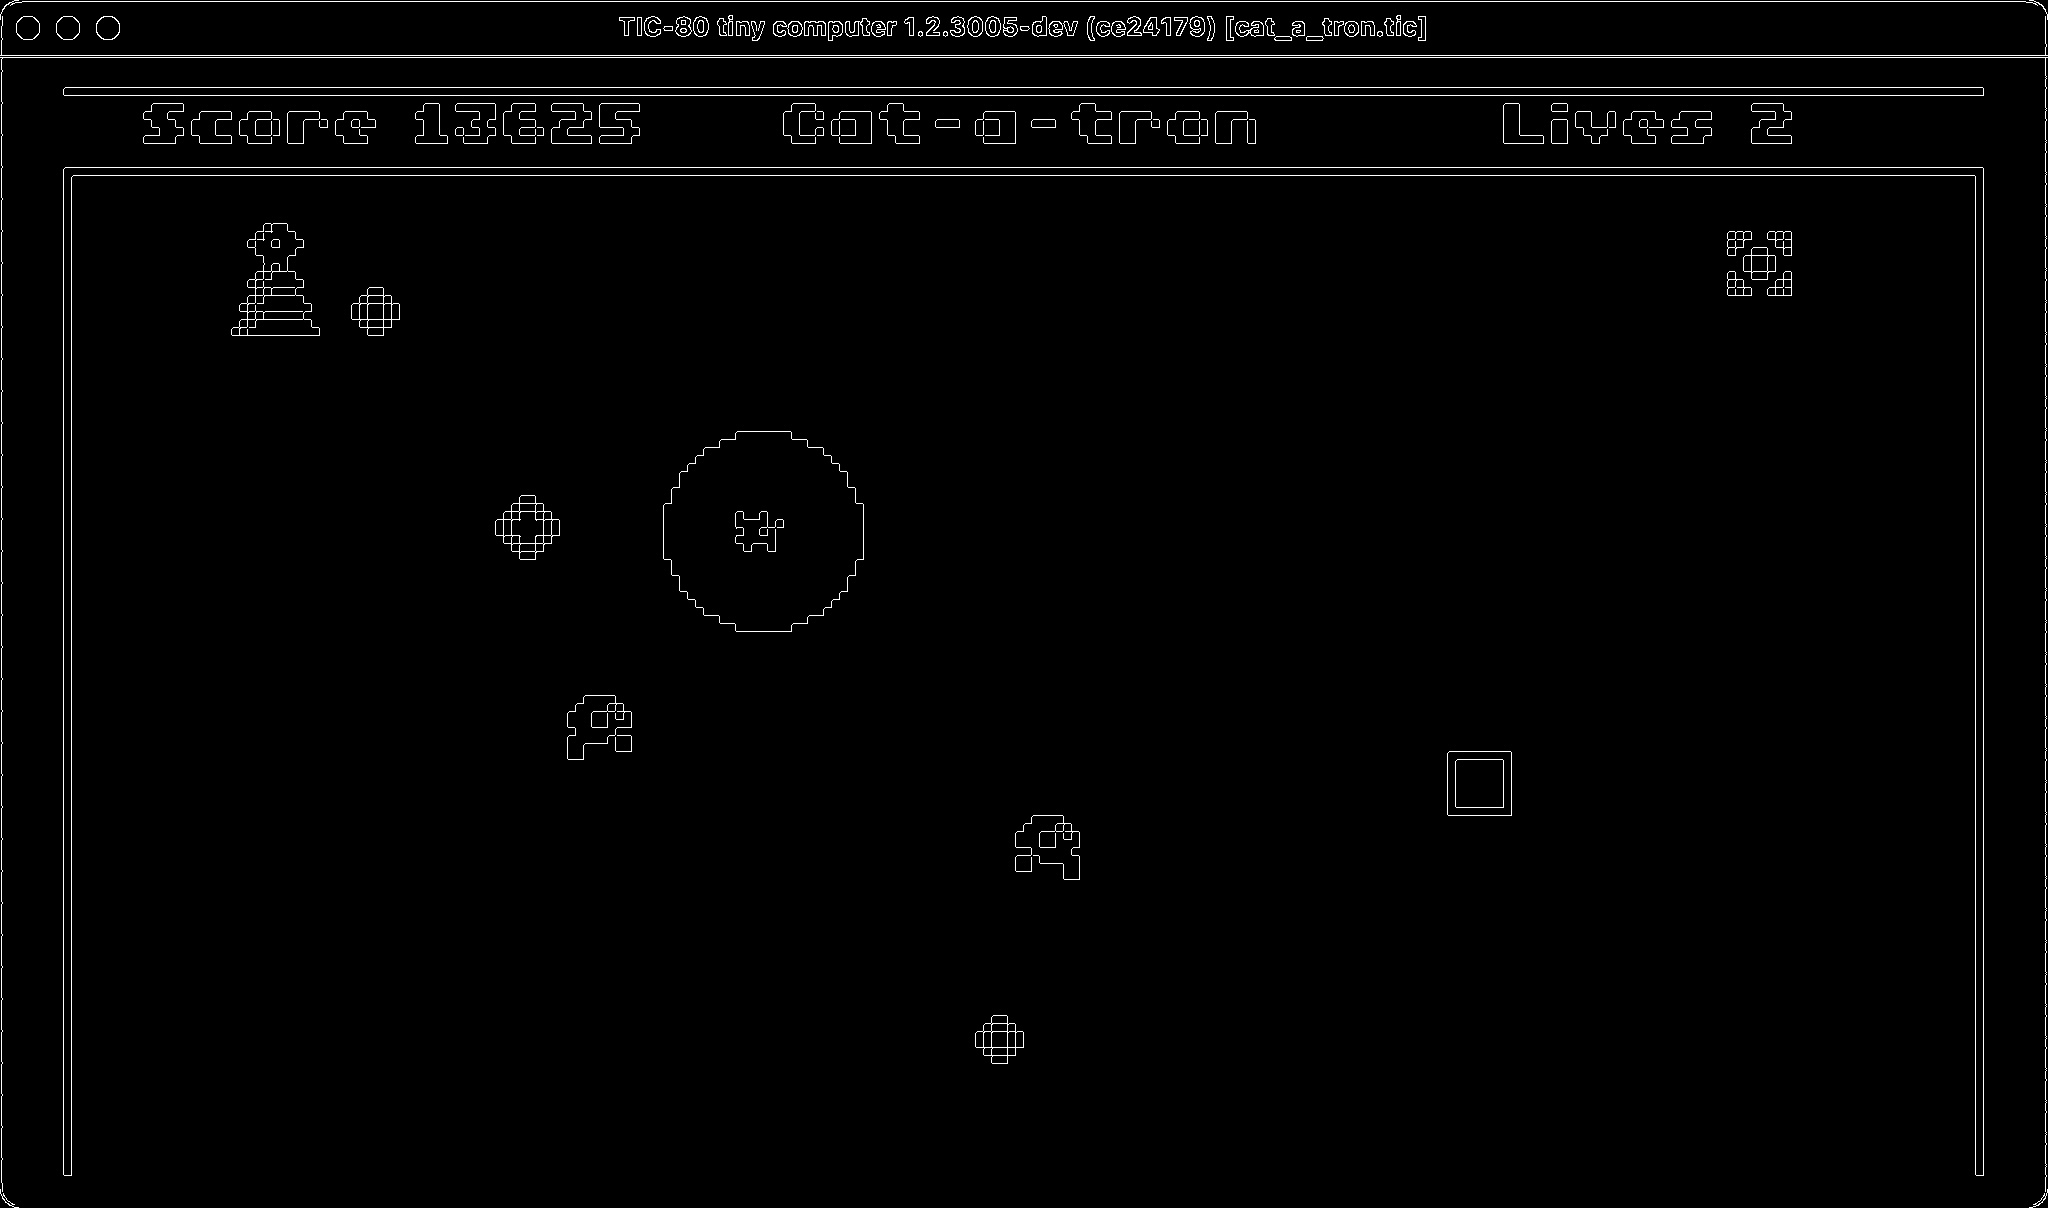 TIC-80 tiny computer 1.2.3005-dev (ce24179) [cat_a_tron.tic]
Score 13625 Cat-a-tron Lives 2